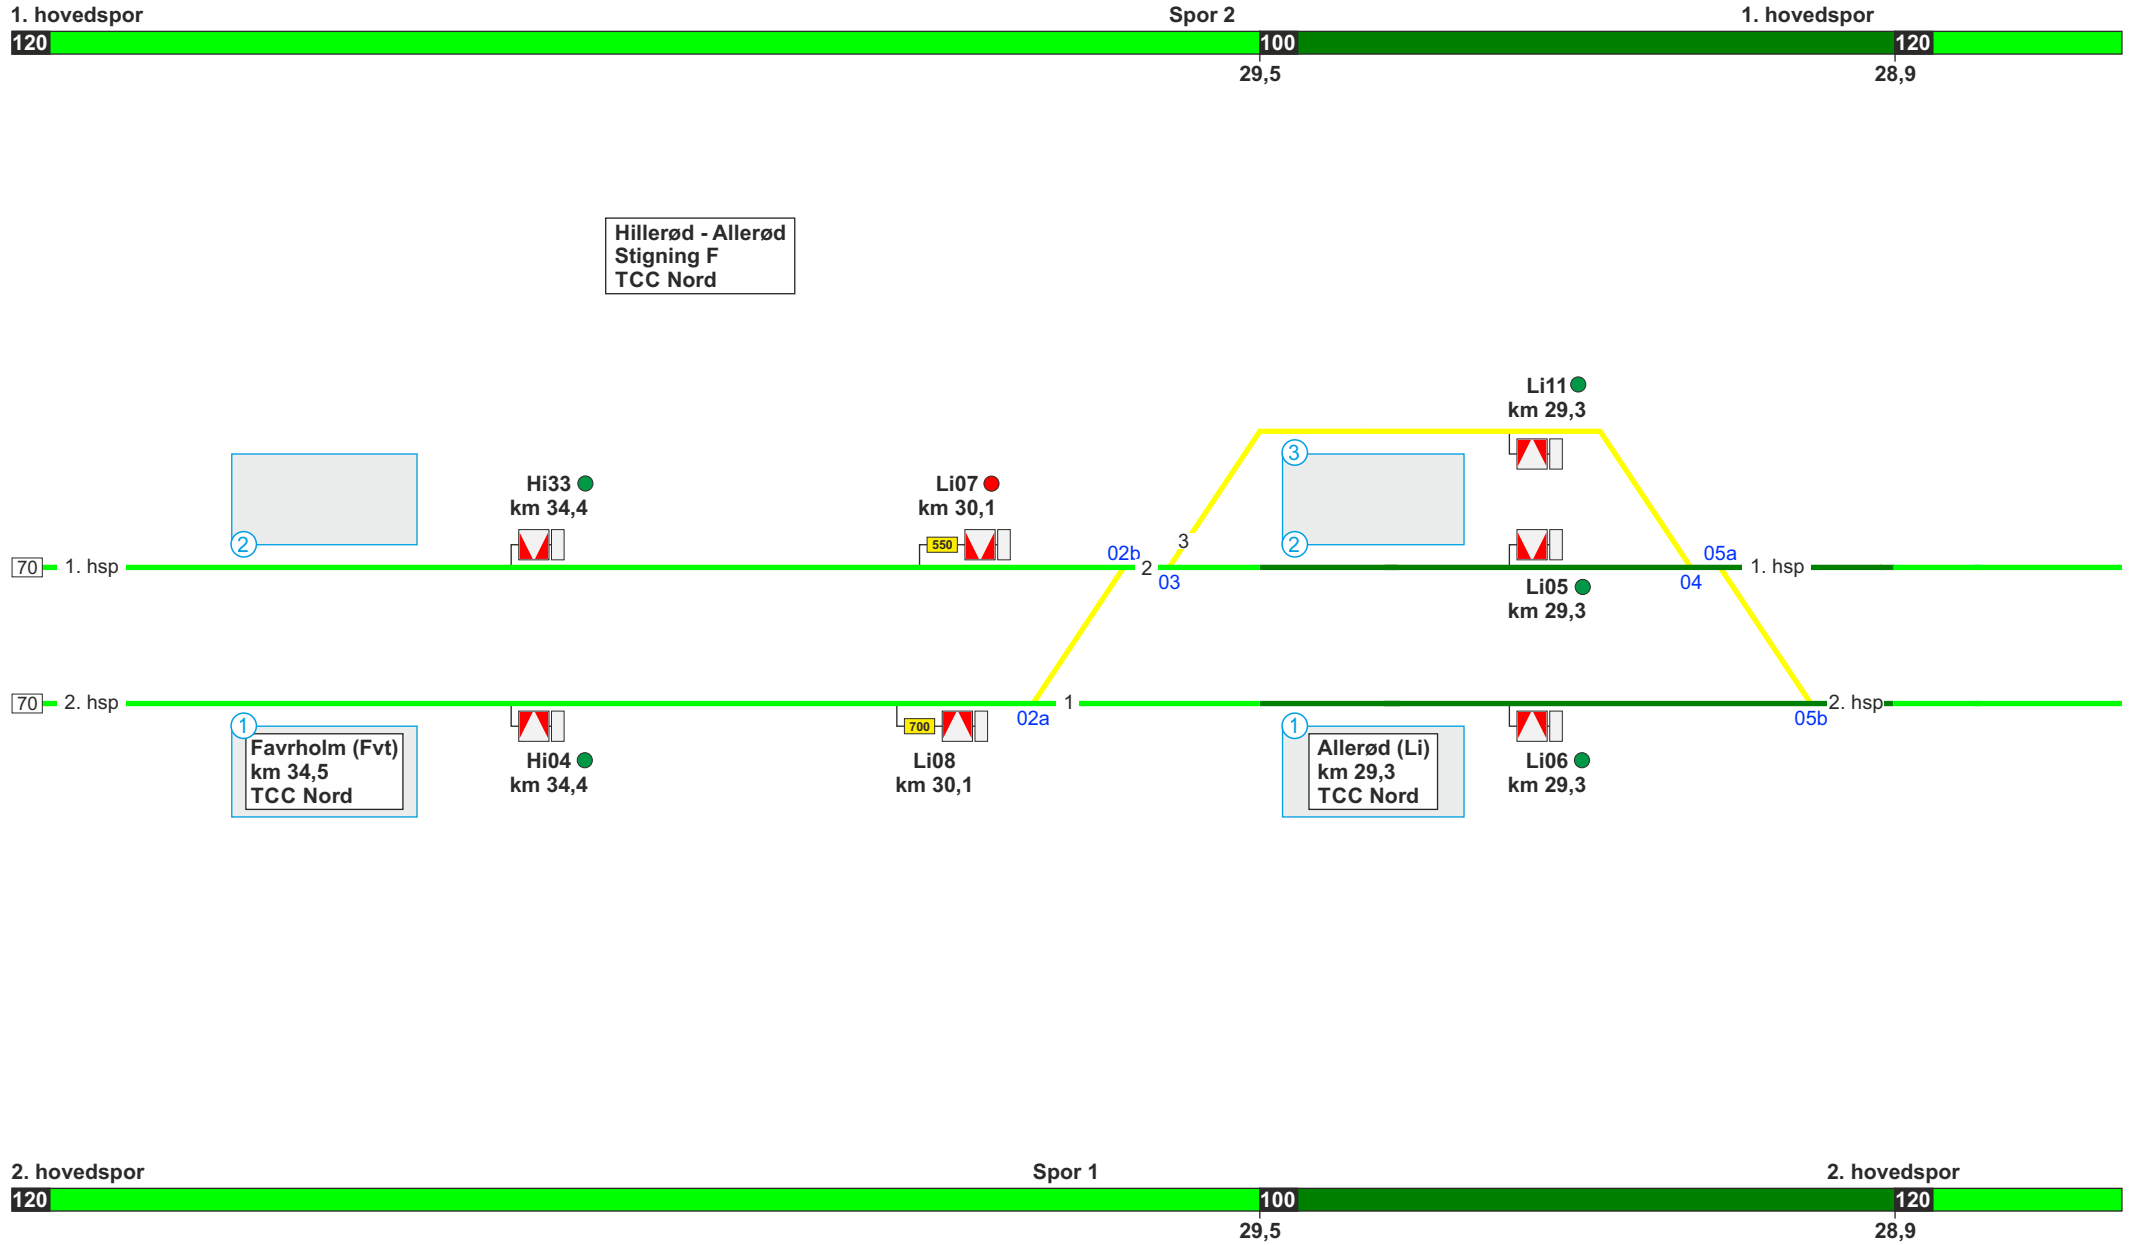 1. hovedspor
Spor 2
1. hovedspor
120
100
120
29,5
28,9
Hillerød - Allerød
Stigning F
TCC Nord
Li11
km 29,3
3
Hi33
km 34,4
Li07
km 30,1
550
2
2
02b
3
05a
70
1. hsp
2
1. hsp
03
04
Li05
km 29,3
70
2. hsp
1
2. hsp
02a
05b
1
Favrholm (Fvt)
km 34,5
TCC Nord
Hi04
km 34,4
700
Li08
km 30,1
1
Allerød (Li)
km 29,3
TCC Nord
Li06
km 29,3
2. hovedspor
Spor 1
2. hovedspor
120
100
120
29,5
28,9